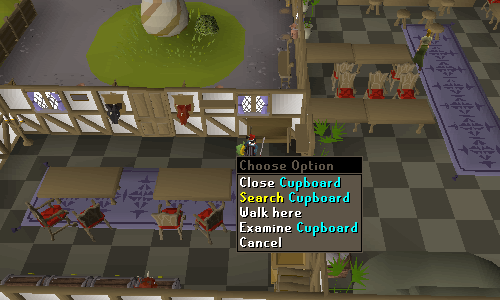 Choose Option
Close Cupboard
Search Cupboard
Walk here
Examine Cupboard
Cancel